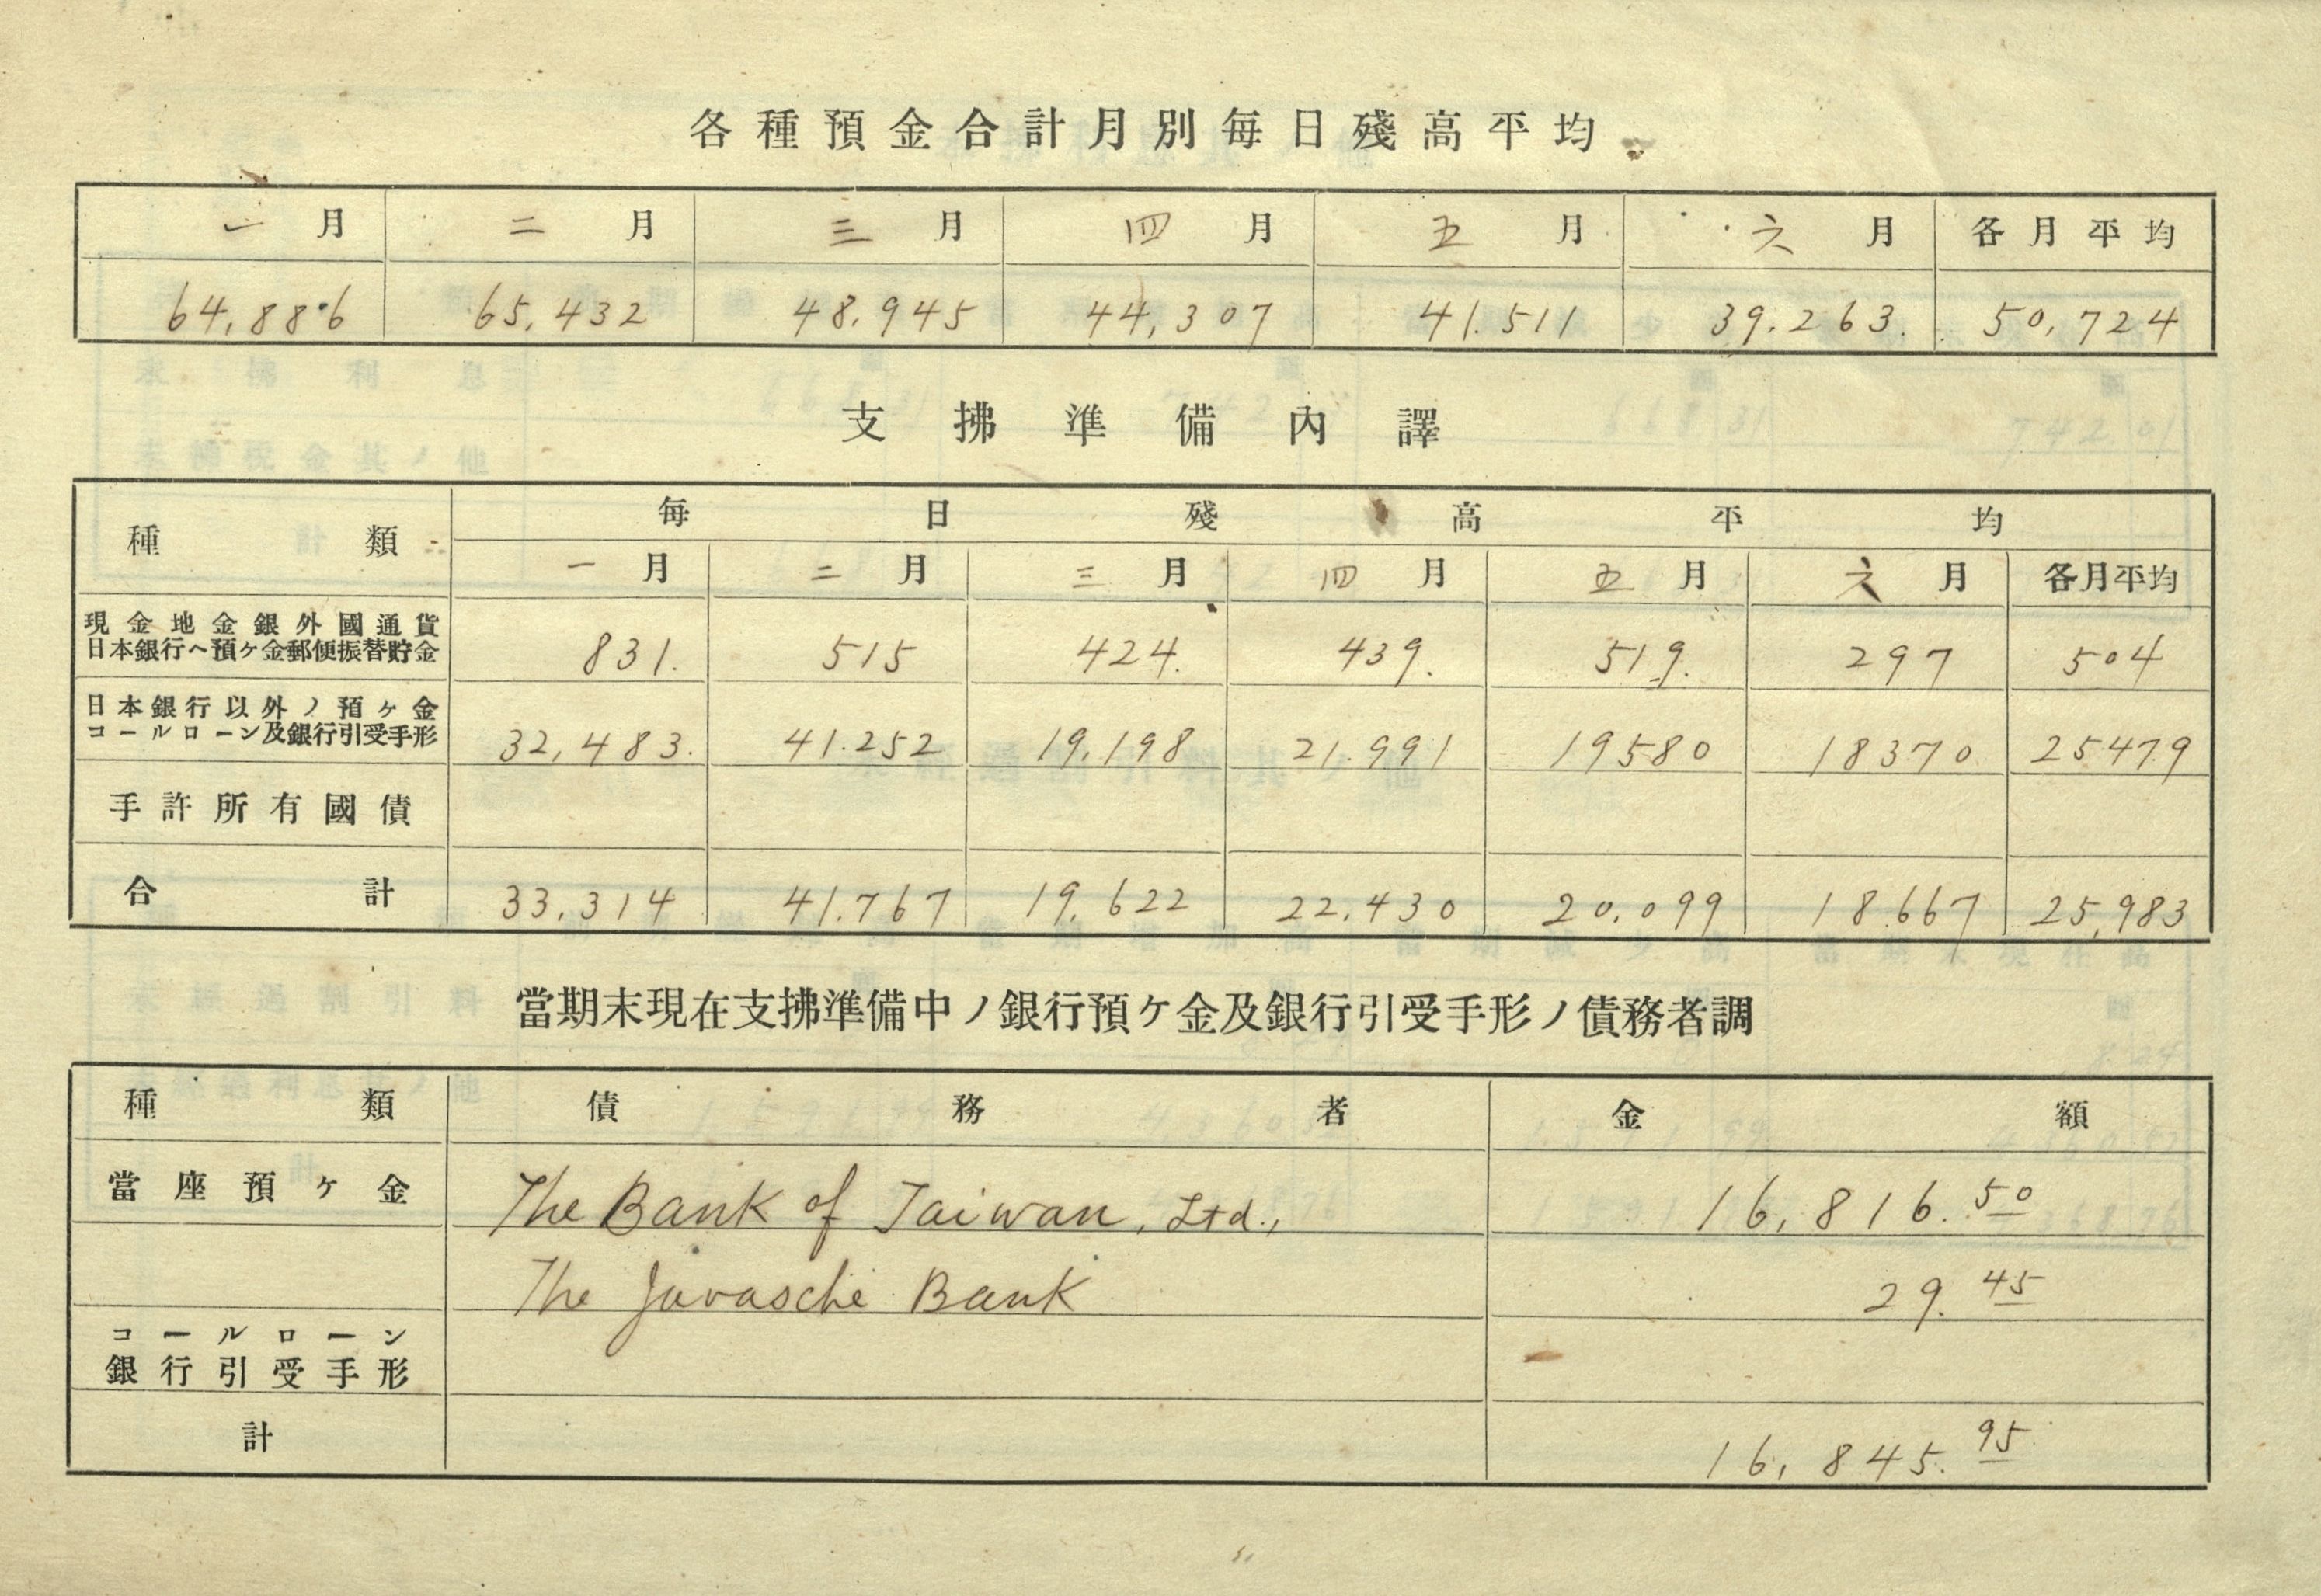 各種預金合計月別每日殘高平均
一月 二月 三月 四月 五月 六月 各月平均
64,886 65,432 48,945 44,307 41.511 39,263. 50,724
支拂準備內譯
種類 每日殘高平均
一月 二月 三月 四月 五月 六月 各月平均
現金地金銀外國通貨
日本銀行ヘ預ケ金郵便振替貯金 831. 515 424. 439. 519. 297 504
日本銀行以外ノ預ケ金
コールローン及銀行引受手形 32,483. 41.252 19,198 21.991 19580 18370 25479
手許所有國債
合計 33,314 41.767 19,622 22,430 20,099 18.667 25,983
當期末現在支拂準備中ノ銀行預ケ金及銀行引受手形ノ債務者調
種類 債務者 金額
當座預ケ金 The Bank of Taiwan, Ltd., 16,816.50
The Javasche Bank 29.45
コールローン
銀行引受手形
計 16,845.95